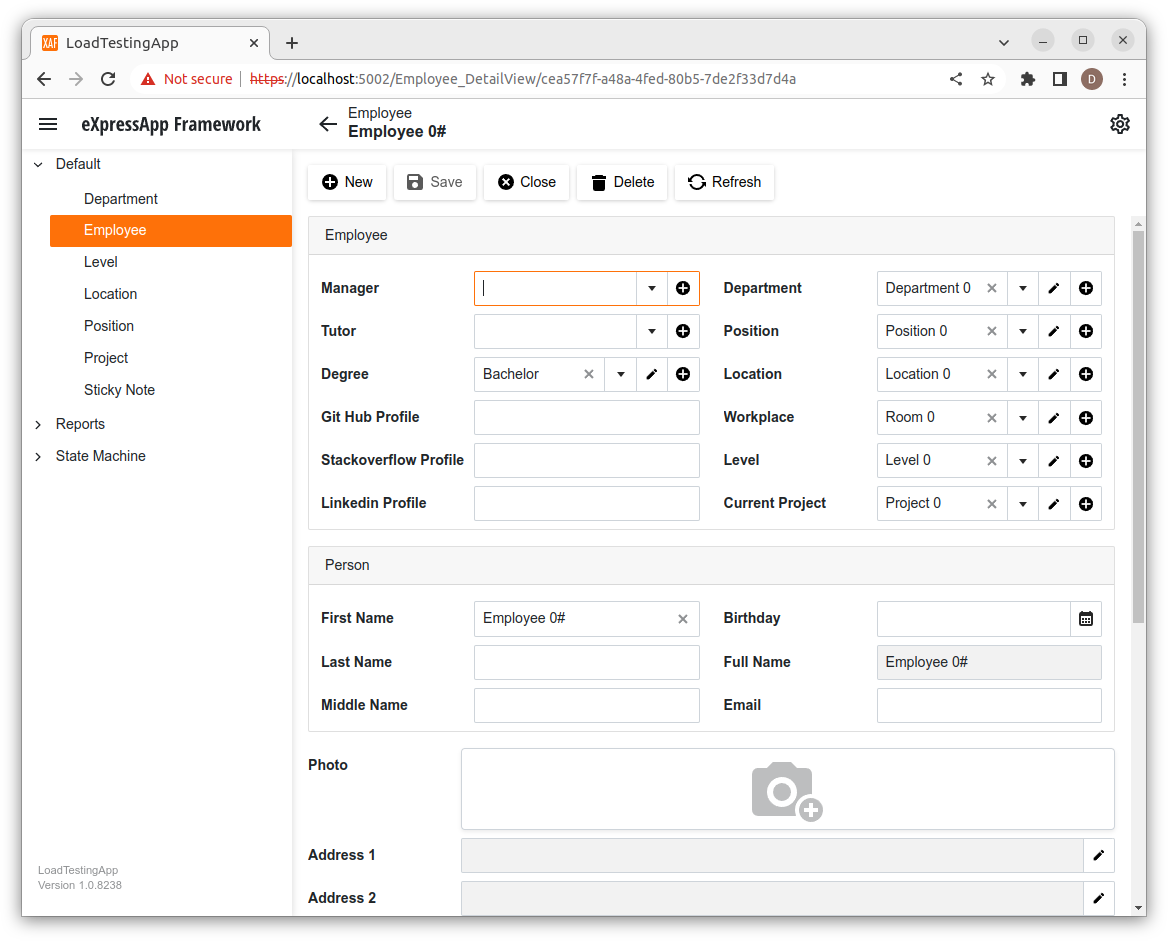 XAF LoadTestingApp
Not secure https://localhost:5002/Employee_DetailView/cea57f7f-a48a-4fed-80b5-7de2f33d7d4a
D
eXpressApp Framework
Employee
Employee 0#
Default
Department
Employee
Level
Location
Position
Project
Sticky Note
Reports
State Machine
LoadTestingApp
Version 1.0.8238
New Save Close Delete Refresh
Employee
Manager Department Department 0
Tutor Position Position 0
Degree Bachelor Location Location 0
Git Hub Profile Workplace Room 0
Stackoverflow Profile Level Level 0
Linkedin Profile Current Project Project 0
Person
First Name Employee 0# Birthday
Last Name Full Name Employee 0#
Middle Name Email
Photo
Address 1
Address 2